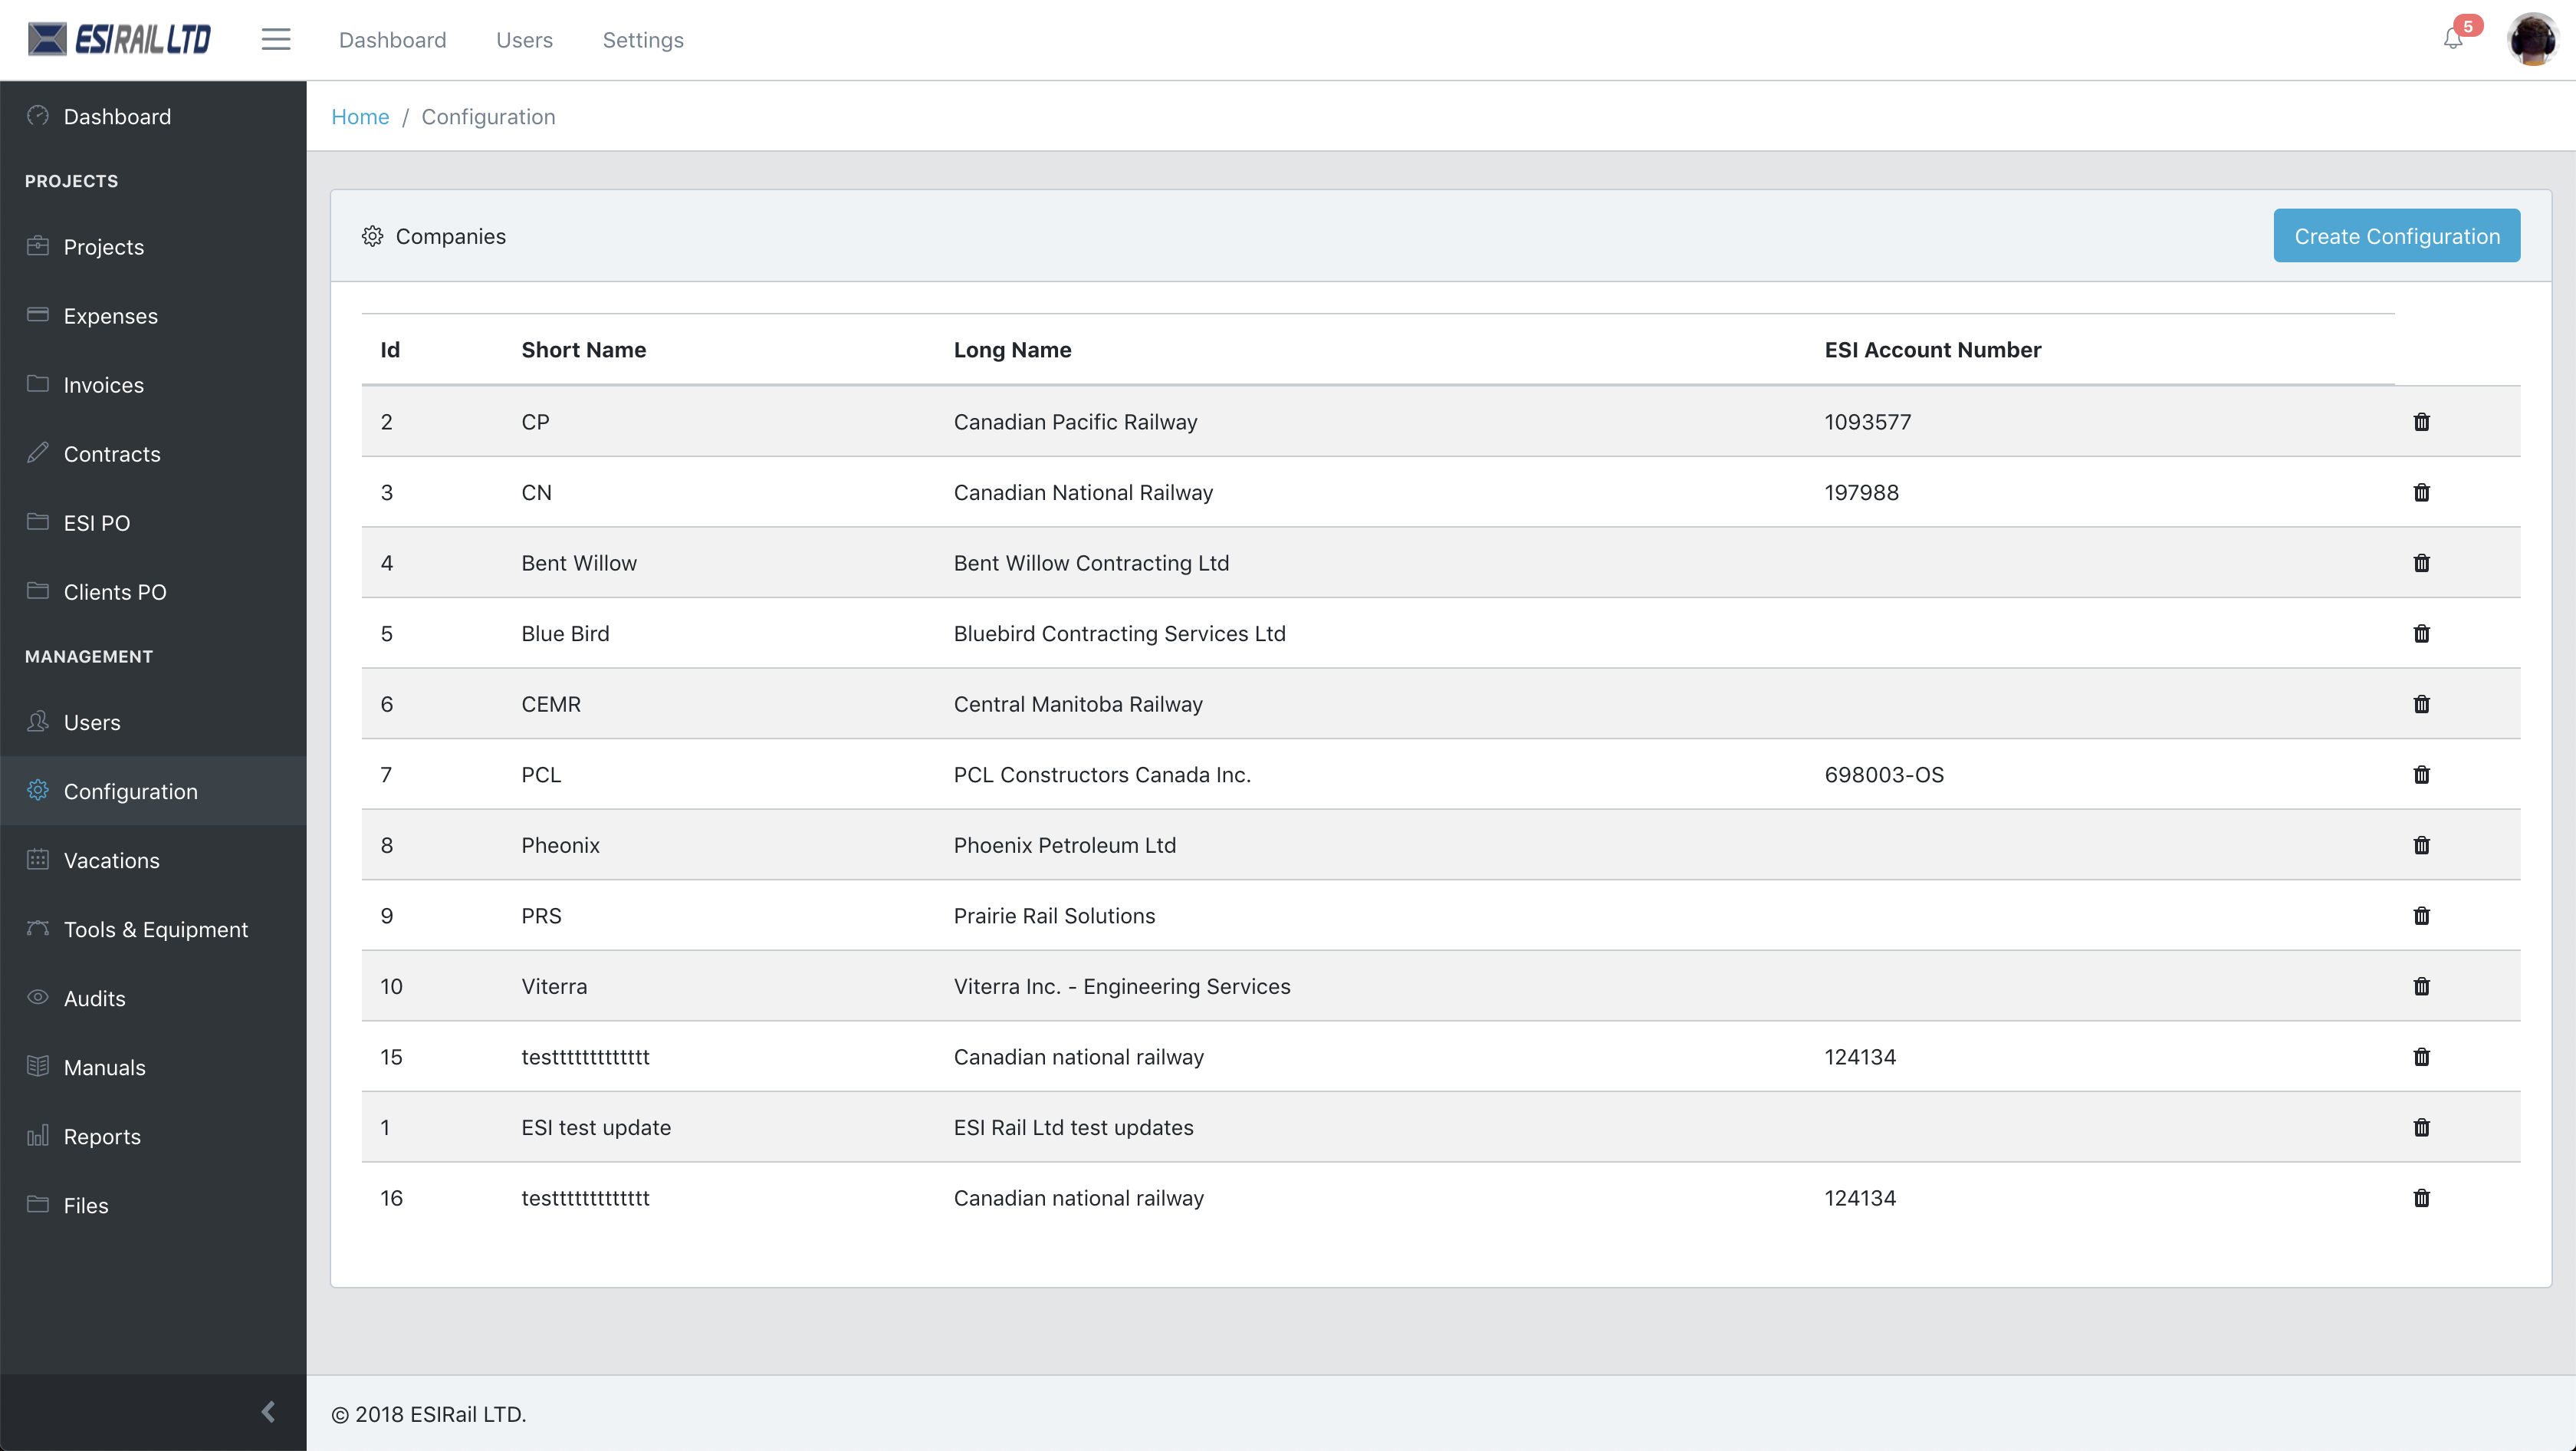 ESI RAIL LTD
Dashboard Users Settings
5
Dashboard
PROJECTS
Projects
Expenses
Invoices
Contracts
ESI PO
Clients PO
MANAGEMENT
Users
Configuration
Vacations
Tools & Equipment
Audits
Manuals
Reports
Files
Home / Configuration
Companies
Create Configuration
Id Short Name Long Name ESI Account Number
2 CP Canadian Pacific Railway 1093577
3 CN Canadian National Railway 197988
4 Bent Willow Bent Willow Contracting Ltd
5 Blue Bird Bluebird Contracting Services Ltd
6 CEMR Central Manitoba Railway
7 PCL PCL Constructors Canada Inc. 698003-OS
8 Pheonix Phoenix Petroleum Ltd
9 PRS Prairie Rail Solutions
10 Viterra Viterra Inc. - Engineering Services
15 testttttttttttttt Canadian national railway 124134
1 ESI test update ESI Rail Ltd test updates
16 testttttttttttttt Canadian national railway 124134
© 2018 ESIRail LTD.